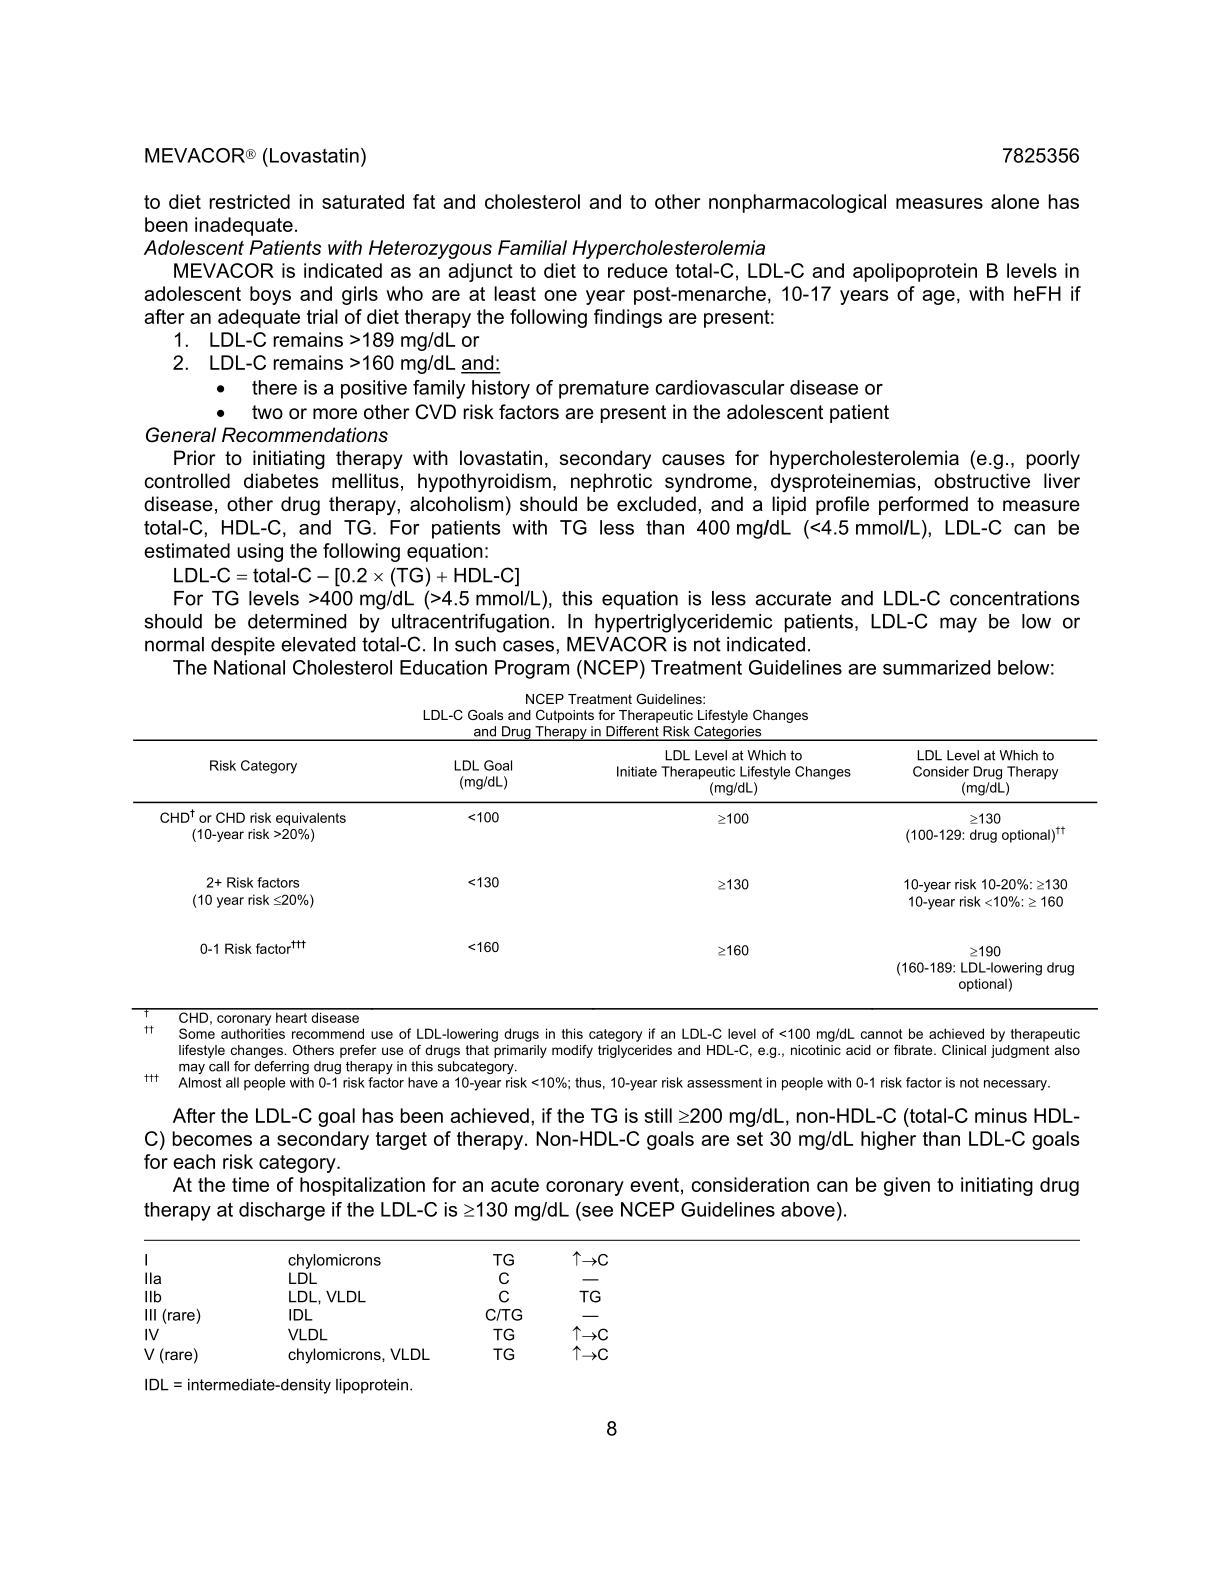 MEVACOR® (Lovastatin) 7825356
to diet restricted in saturated fat and cholesterol and to other nonpharmacological measures alone has
been inadequate.
Adolescent Patients with Heterozygous Familial Hypercholesterolemia
MEVACOR is indicated as an adjunct to diet to reduce total-C, LDL-C and apolipoprotein B levels in
adolescent boys and girls who are at least one year post-menarche, 10-17 years of age, with heFH if
after an adequate trial of diet therapy the following findings are present:
1. LDL-C remains >189 mg/dL or
2. LDL-C remains >160 mg/dL and:
• there is a positive family history of premature cardiovascular disease or
• two or more other CVD risk factors are present in the adolescent patient
General Recommendations
Prior to initiating therapy with lovastatin, secondary causes for hypercholesterolemia (e.g., poorly
controlled diabetes mellitus, hypothyroidism, nephrotic syndrome, dysproteinemias, obstructive liver
disease, other drug therapy, alcoholism) should be excluded, and a lipid profile performed to measure
total-C, HDL-C, and TG. For patients with TG less than 400 mg/dL (<4.5 mmol/L), LDL-C can be
estimated using the following equation:
LDL-C = total-C – [0.2 × (TG) + HDL-C]
For TG levels >400 mg/dL (>4.5 mmol/L), this equation is less accurate and LDL-C concentrations
should be determined by ultracentrifugation. In hypertriglyceridemic patients, LDL-C may be low or
normal despite elevated total-C. In such cases, MEVACOR is not indicated.
The National Cholesterol Education Program (NCEP) Treatment Guidelines are summarized below:
NCEP Treatment Guidelines:
LDL-C Goals and Cutpoints for Therapeutic Lifestyle Changes
and Drug Therapy in Different Risk Categories
Risk Category LDL Goal LDL Level at Which to LDL Level at Which to
(mg/dL) Initiate Therapeutic Lifestyle Changes Consider Drug Therapy
(mg/dL) (mg/dL)
CHD† or CHD risk equivalents <100 ≥100 ≥130
(10-year risk >20%) (100-129: drug optional)††
2+ Risk factors <130 ≥130 10-year risk 10-20%: ≥130
(10 year risk ≤20%) 10-year risk <10%: ≥ 160
0-1 Risk factor††† <160 ≥160 ≥190
(160-189: LDL-lowering drug
optional)
† CHD, coronary heart disease
†† Some authorities recommend use of LDL-lowering drugs in this category if an LDL-C level of <100 mg/dL cannot be achieved by therapeutic
lifestyle changes. Others prefer use of drugs that primarily modify triglycerides and HDL-C, e.g., nicotinic acid or fibrate. Clinical judgment also
may call for deferring drug therapy in this subcategory.
††† Almost all people with 0-1 risk factor have a 10-year risk <10%; thus, 10-year risk assessment in people with 0-1 risk factor is not necessary.
After the LDL-C goal has been achieved, if the TG is still ≥200 mg/dL, non-HDL-C (total-C minus HDL-
C) becomes a secondary target of therapy. Non-HDL-C goals are set 30 mg/dL higher than LDL-C goals
for each risk category.
At the time of hospitalization for an acute coronary event, consideration can be given to initiating drug
therapy at discharge if the LDL-C is ≥130 mg/dL (see NCEP Guidelines above).
I chylomicrons TG ↑→C
IIa LDL C —
IIb LDL, VLDL C TG
III (rare) IDL C/TG —
IV VLDL TG ↑→C
V (rare) chylomicrons, VLDL TG ↑→C
IDL = intermediate-density lipoprotein.
8